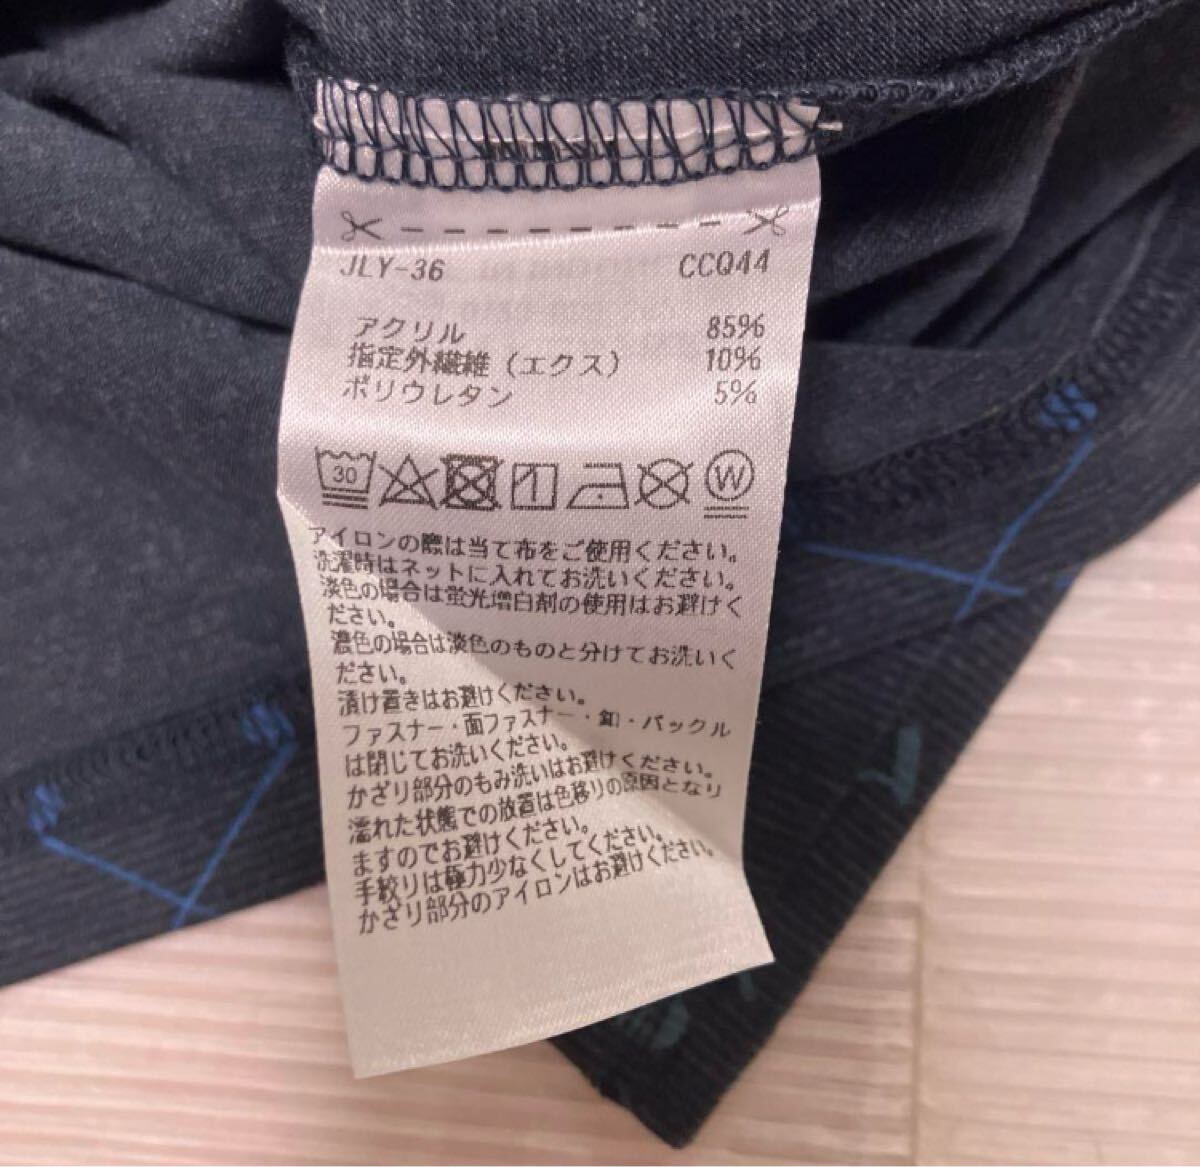 JLY-36 CCQ44
アクリル 85%
指定外繊維（エクス） 10%
ポリウレタン 5%
30 W
アイロンの際は当て布をご使用ください。
洗濯時はネットに入れてお洗いください。
淡色の場合は蛍光増白剤の使用はお避けく
ださい。
濃色の場合は淡色のものと分けてお洗いく
ださい。
漬け置きはお避けください。
ファスナー・面ファスナー・釦・バックル
は閉じてお洗いください。
かざり部分のもみ洗いはお避けください。
濡れた状態での放置は色移りの原因となり
ますのでお避けください。
手絞りは極力少なくしてください。
かざり部分のアイロンはお避けください。